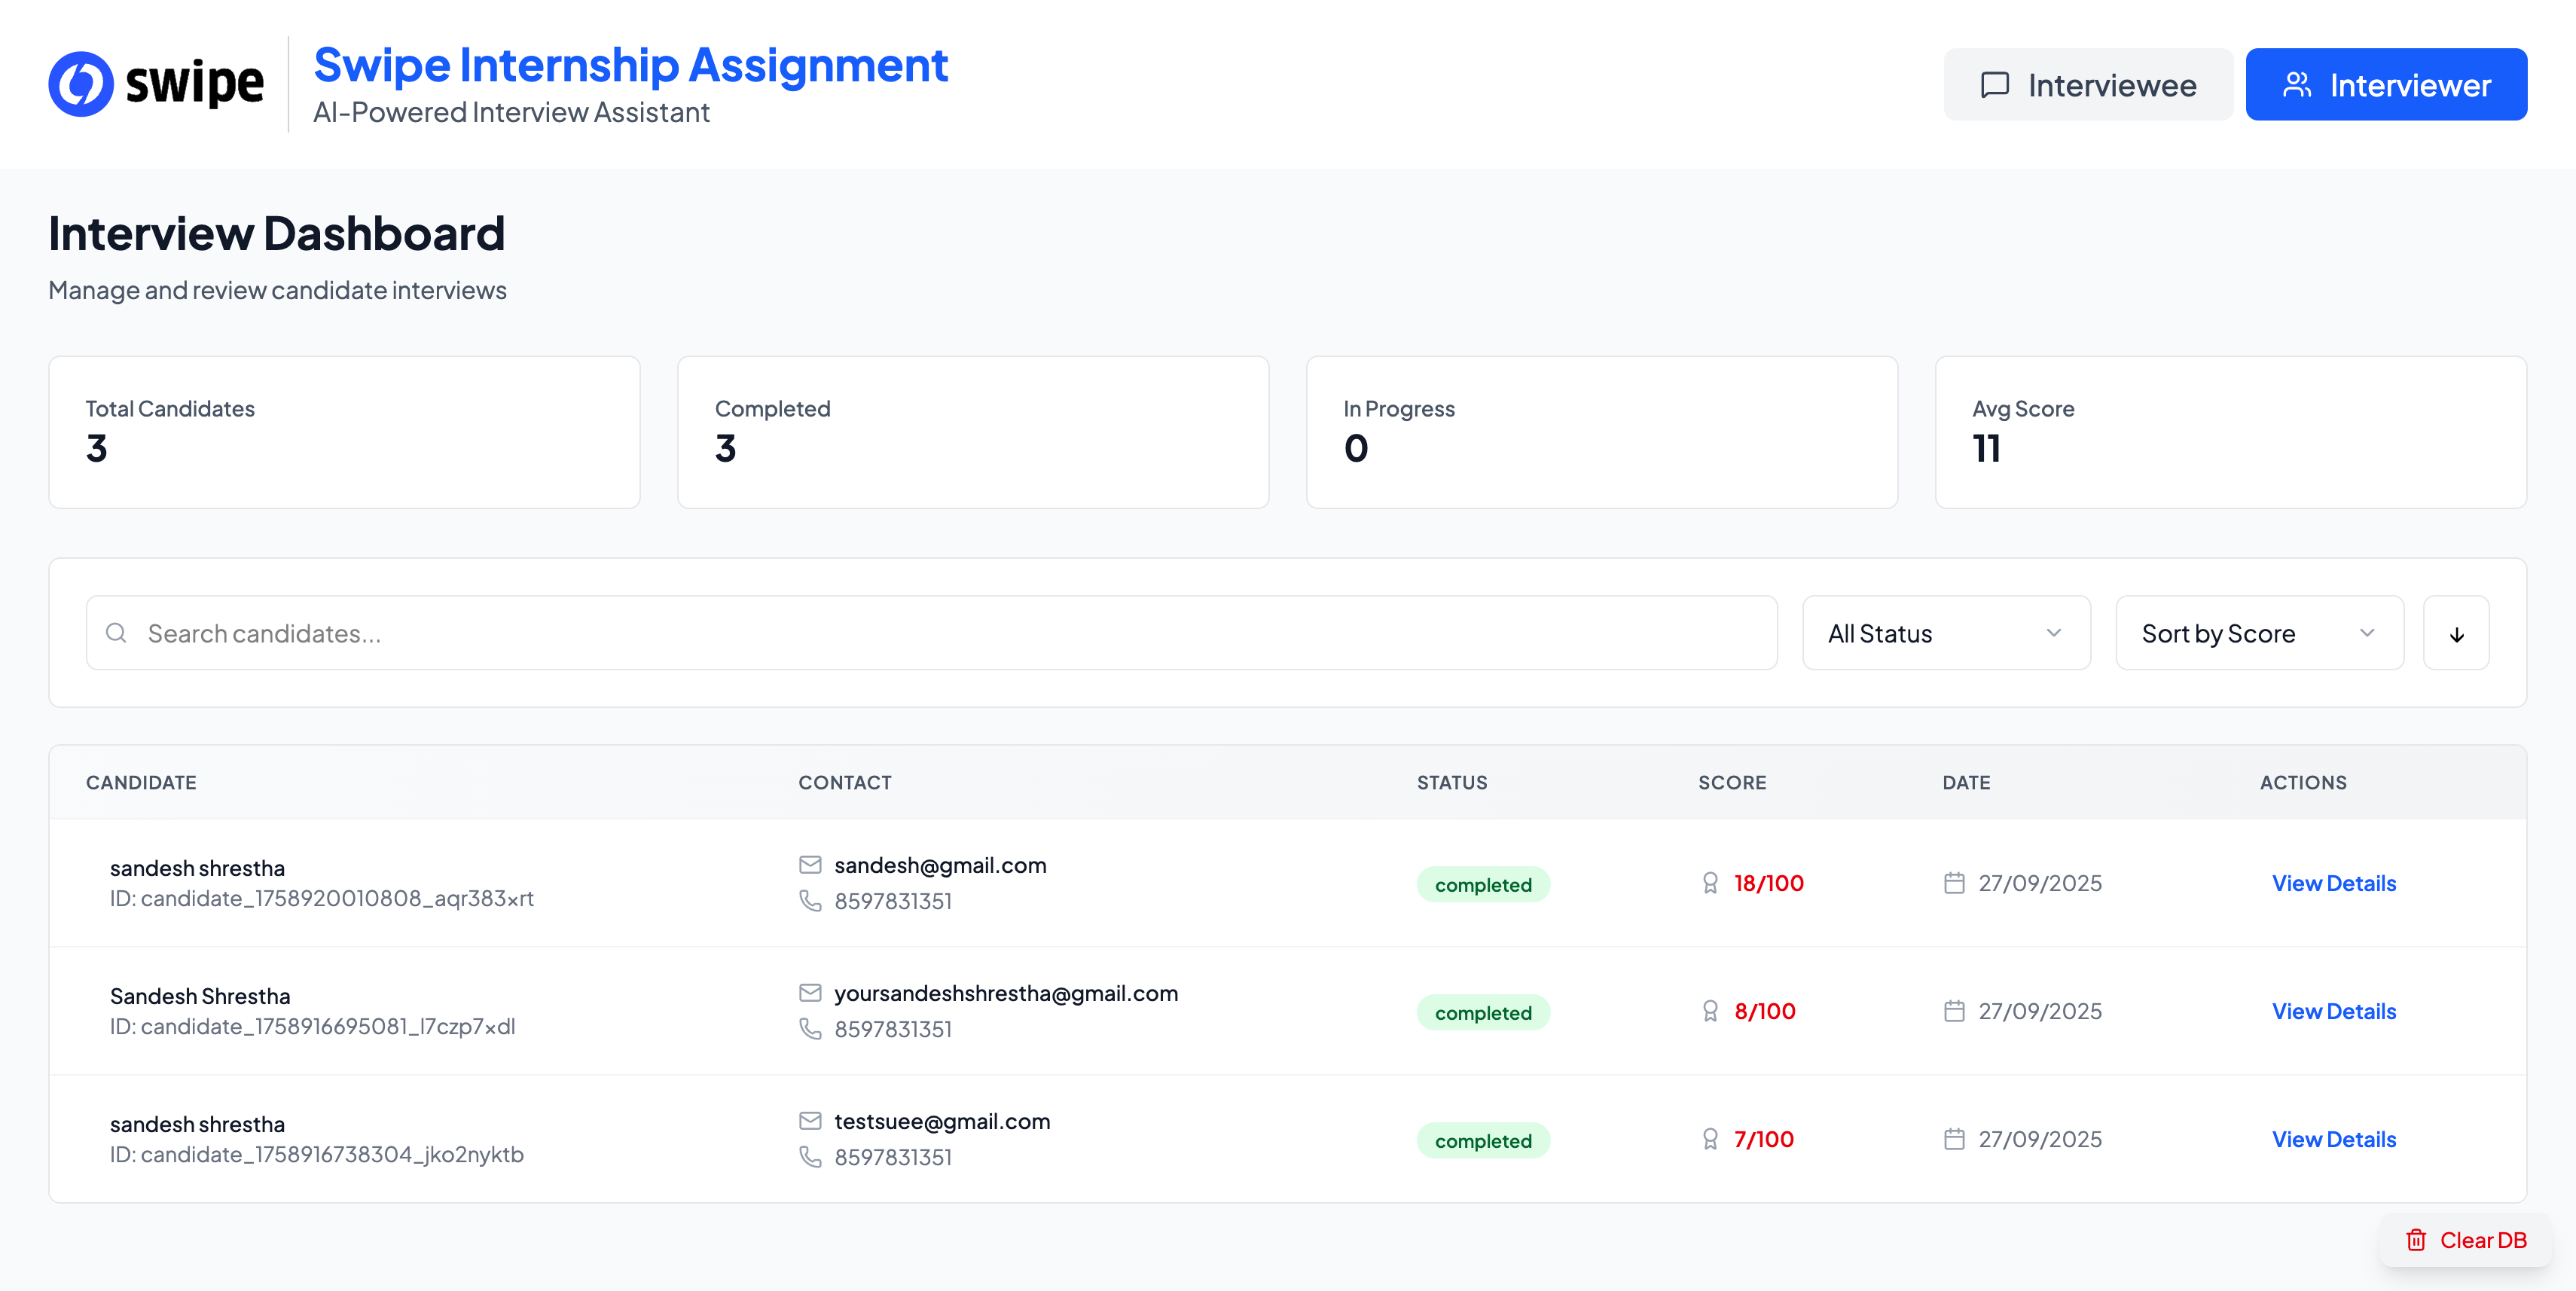 swipe
Swipe Internship Assignment
AI-Powered Interview Assistant
Interviewee
Interviewer
Interview Dashboard
Manage and review candidate interviews
Total Candidates
3
Completed
3
In Progress
0
Avg Score
11
Search candidates...
All Status
Sort by Score
↓
CANDIDATE CONTACT STATUS SCORE DATE ACTIONS
sandesh shrestha
ID: candidate_1758920010808_aqr383xrt
sandesh@gmail.com
8597831351
completed
18/100
27/09/2025
View Details
Sandesh Shrestha
ID: candidate_1758916695081_l7czp7xdl
yoursandeshshrestha@gmail.com
8597831351
completed
8/100
27/09/2025
View Details
sandesh shrestha
ID: candidate_1758916738304_jko2nyktb
testsuee@gmail.com
8597831351
completed
7/100
27/09/2025
View Details
Clear DB